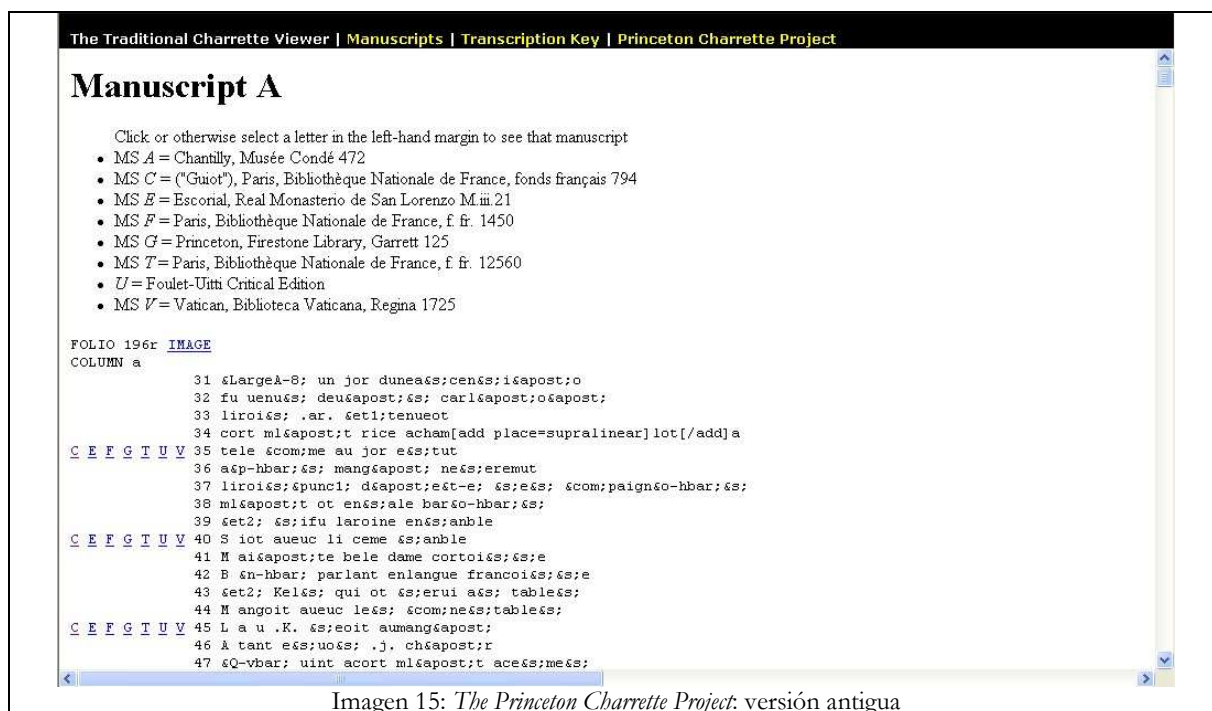 The Traditional Charrette Viewer | Manuscripts | Transcription Key | Princeton Charrette Project
Manuscript A
Click or otherwise select a letter in the left-hand margin to see that manuscript
• MS A = Chantilly, Musée Condé 472
• MS C = ("Guiot"), Paris, Bibliothèque Nationale de France, fonds français 794
• MS E = Escorial, Real Monasterio de San Lorenzo M.iii.21
• MS F = Paris, Bibliothèque Nationale de France, f. fr. 1450
• MS G = Princeton, Firestone Library, Garrett 125
• MS T = Paris, Bibliothèque Nationale de France, f. fr. 12560
• U = Foulet-Uitti Critical Edition
• MS V = Vatican, Biblioteca Vaticana, Regina 1725
FOLIO 196r IMAGE
COLUMN a
31 &LargeA-8; un jor dunea&s;cen&s;i&apost;o
32 fu uenu&s; deu&apost;&s; carl&apost;o&apost;
33 liroi&s; .ar. &et1;tenueot
34 cort ml&apost;t rice acham[add place=supralinear]lot[/add]a
C E F G T U V 35 tele &com;me au jor e&s;tut
36 a&p-hbar;&s; mang&apost; ne&s;eremut
37 liroi&s;&punc1; d&apost;e&t-e; &s;e&s; &com;paign&o-hbar;&s;
38 ml&apost;t ot en&s;ale bar&o-hbar;&s;
39 &et2; &s;ifu laroine en&s;anble
C E F G T U V 40 S iot aueuc li ceme &s;anble
41 M ai&apost;te bele dame cortoi&s;&s;e
42 B &n-hbar; parlant enlangue francoi&s;&s;e
43 &et2; Kel&s; qui ot &s;erui a&s; table&s;
44 M angoit aueuc le&s; &com;ne&s;table&s;
C E F G T U V 45 L a u .K. &s;eoit aumang&apost;
46 A tant e&s;uo&s; .j. ch&apost;r
47 &Q-vbar; uint acort ml&apost;t ace&s;me&s;
Imagen 15: The Princeton Charrette Project: versión antigua